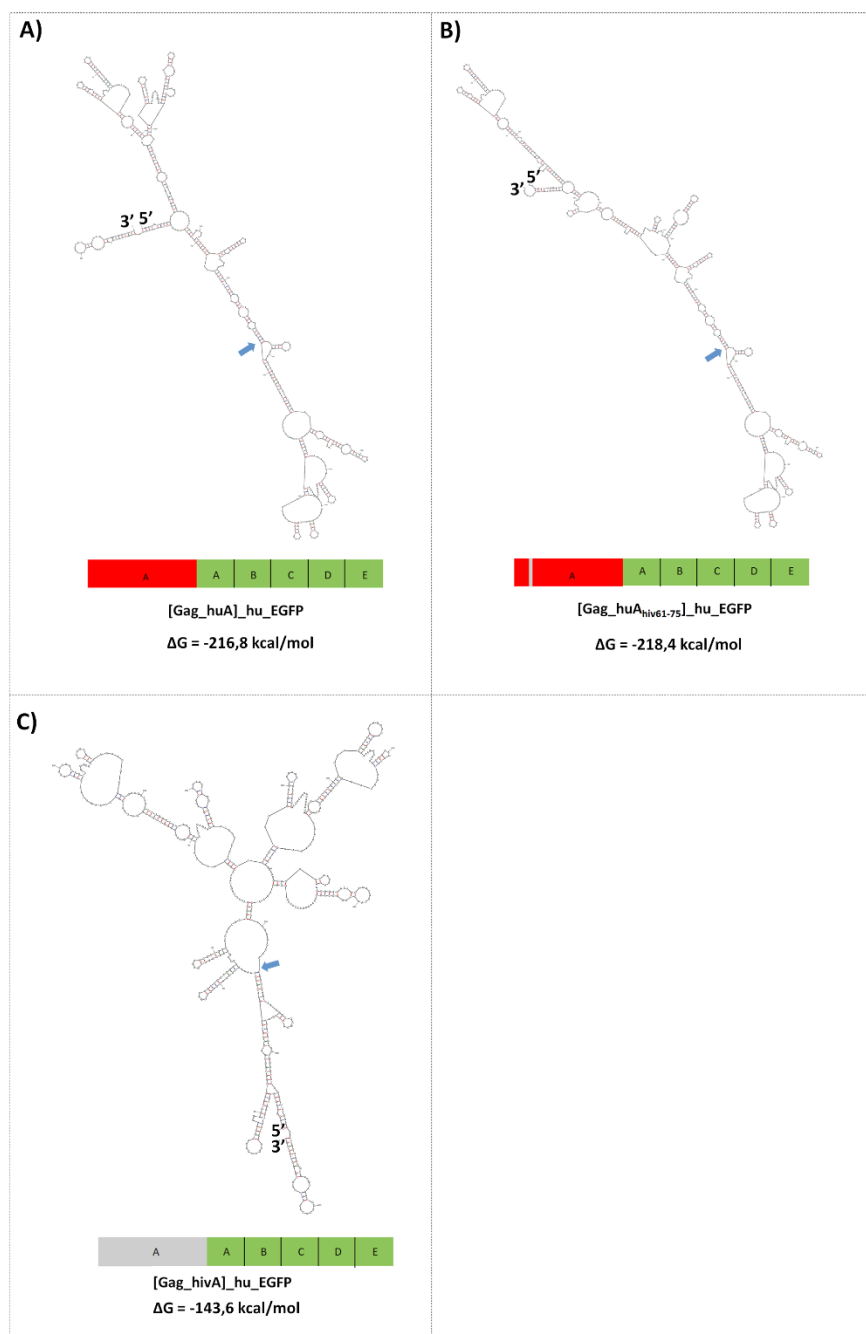 A)
B)
3' 5'
3' 5'
A A B C D E
[Gag_huA]_hu_EGFP
ΔG = -216,8 kcal/mol
A A B C D E
[Gag_huAhiv61-75]_hu_EGFP
ΔG = -218,4 kcal/mol
C)
5'
3'
A A B C D E
[Gag_hivA]_hu_EGFP
ΔG = -143,6 kcal/mol